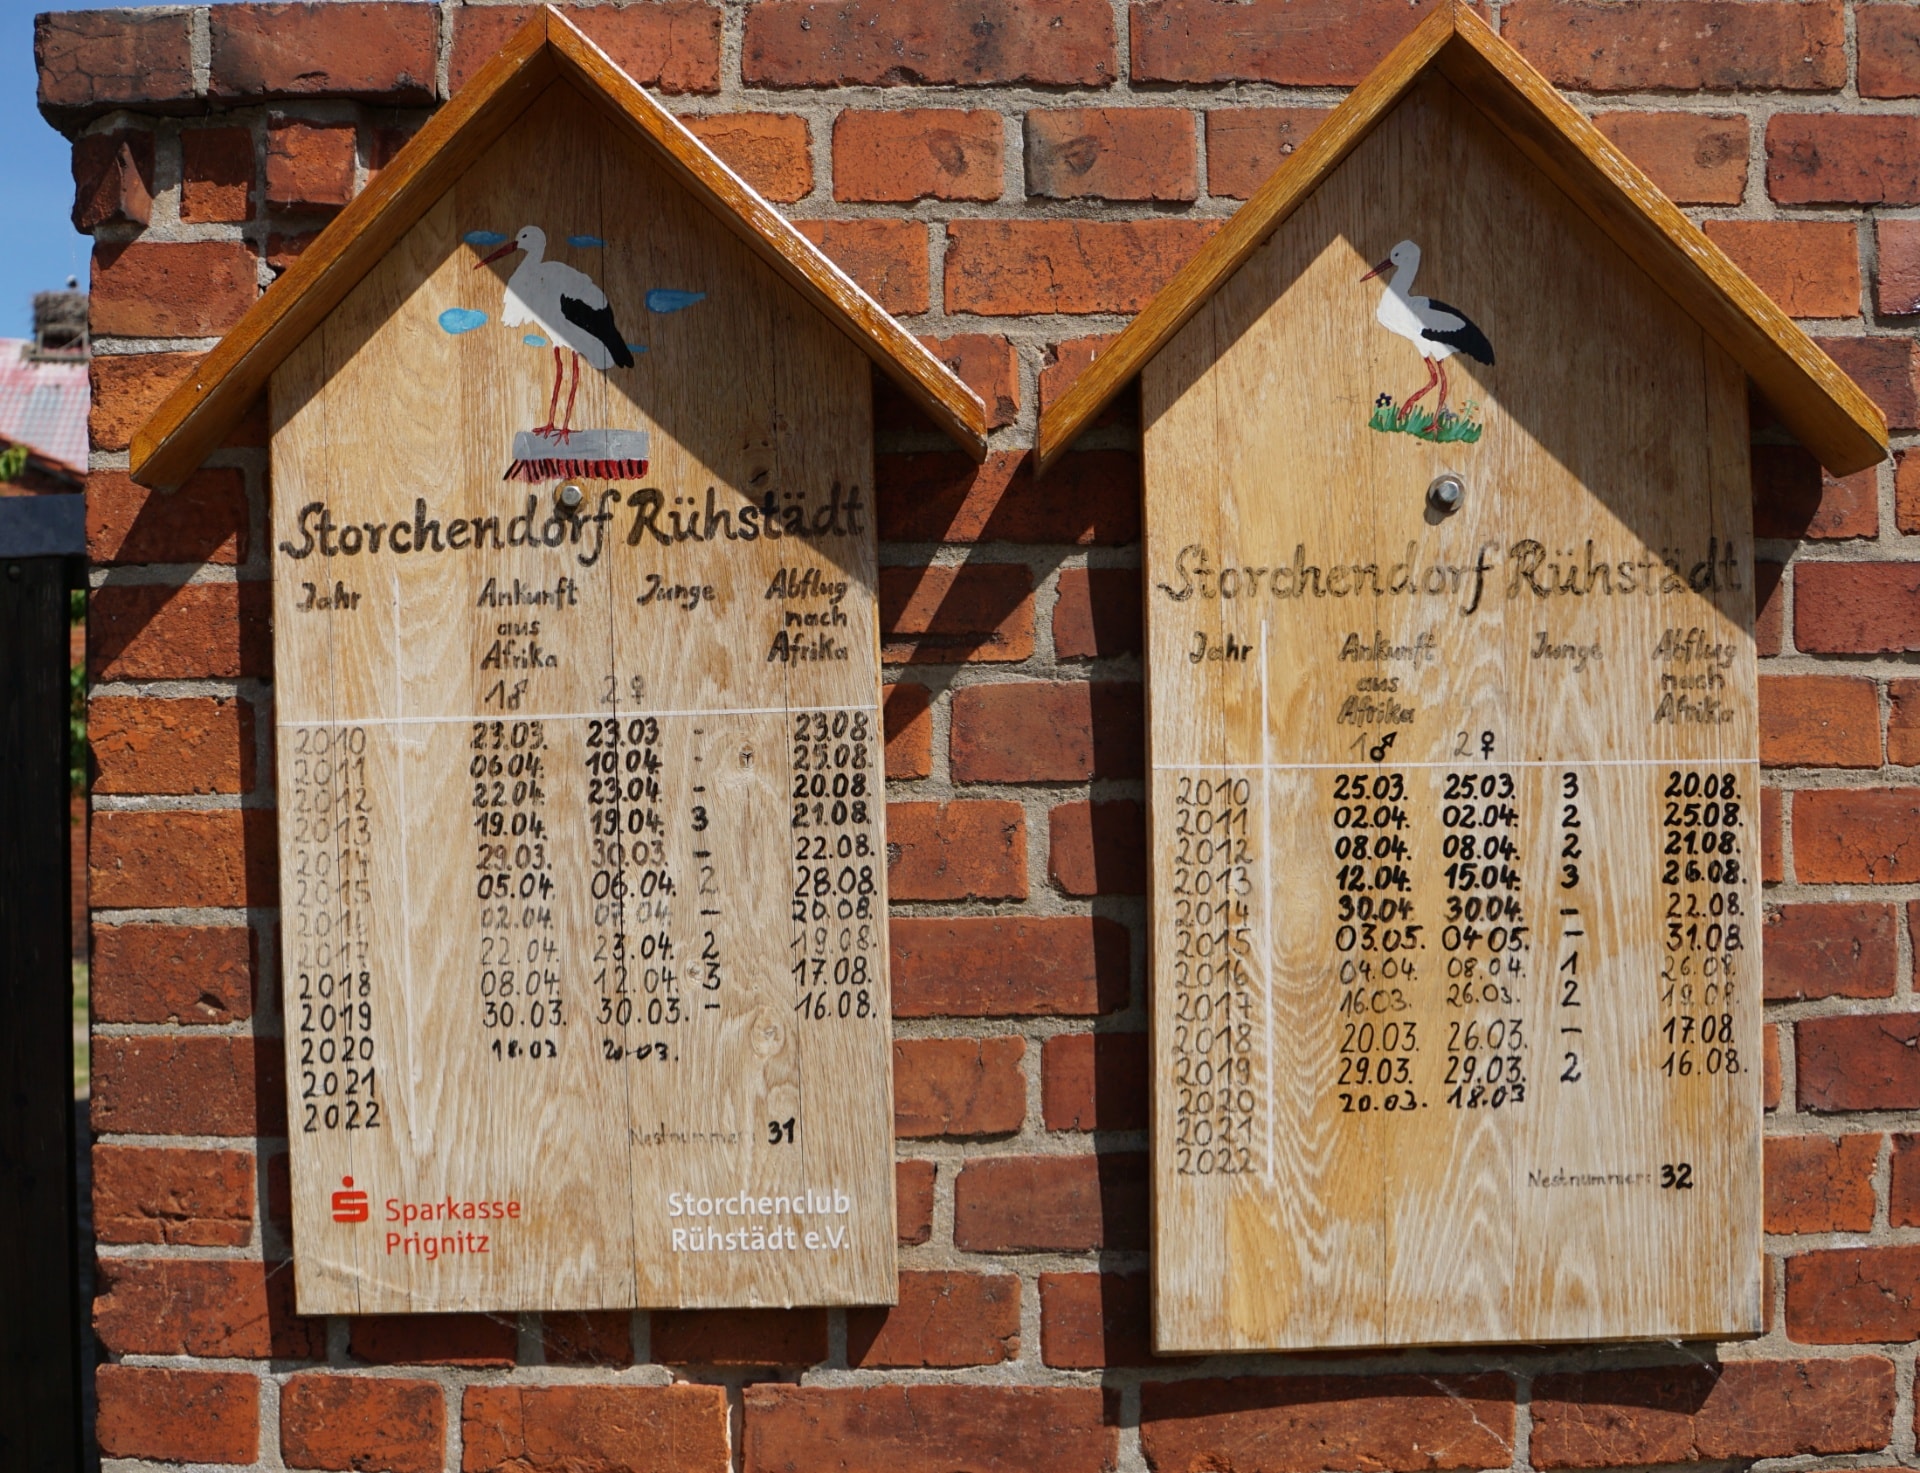 Storchendorf Rühstädt
Jahr Ankunft Junge Abflug
aus nach
Afrika Afrika
1♂ 2♀
2010 23.03. 23.03 - 23.08.
2011 06.04. 10.04 - 25.08.
2012 22.04. 23.04. - 20.08.
2013 19.04. 19.04. 3 21.08.
2014 29.03. 30.03. - 22.08.
2015 05.04. 06.04. 2 28.08.
2016 02.04. 07.04. - 20.08.
2017 22.04. 23.04. 2 19.08.
2018 08.04. 12.04. 3 17.08.
2019 30.03. 30.03. - 16.08.
2020 18.03
2021
2022
Nestnummer: 31
Sparkasse
Prignitz
Storchenclub
Rühstädt e.V.
Storchendorf Rühstädt
Jahr Ankunft Junge Abflug
aus nach
Afrika Afrika
1♂ 2♀
2010 25.03. 25.03. 3 20.08.
2011 02.04. 02.04. 2 25.08.
2012 08.04. 08.04. 2 21.08.
2013 12.04. 15.04. 3 26.08.
2014 30.04. 30.04. - 22.08.
2015 03.05. 04.05. - 31.08.
2016 04.04. 08.04. 1 26.08.
2017 16.03. 26.03. 2 19.08.
2018 20.03. 26.03. - 17.08.
2019 29.03. 29.03. 2 16.08.
2020 20.03. 18.03
2021
2022
Nestnummer: 32